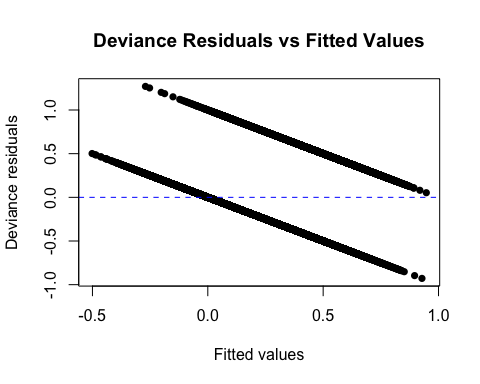 Deviance Residuals vs Fitted Values
Deviance residuals
1.0
0.5
0.0
-0.5
-1.0
-0.5 0.0 0.5 1.0
Fitted values